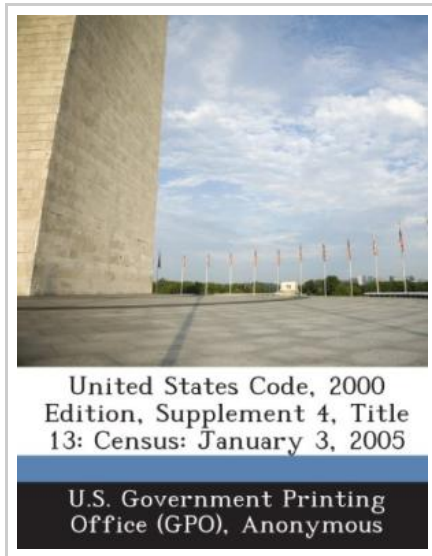 United States Code, 2000
Edition, Supplement 4, Title
13: Census: January 3, 2005
U.S. Government Printing
Office (GPO), Anonymous